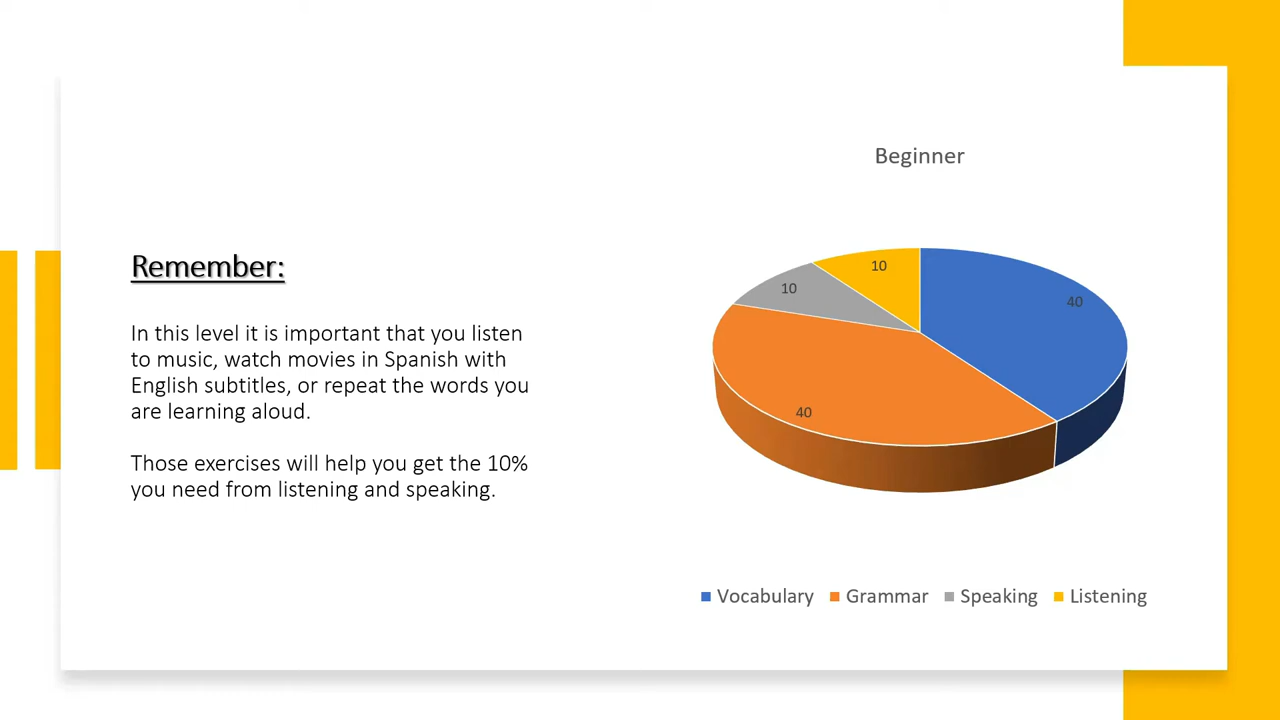 Remember:
In this level it is important that you listen
to music, watch movies in Spanish with
English subtitles, or repeat the words you
are learning aloud.
Those exercises will help you get the 10%
you need from listening and speaking.
Beginner
10
10
40
40
Vocabulary Grammar Speaking Listening